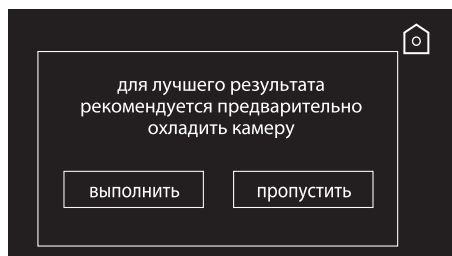 для лучшего результата
рекомендуется предварительно
охладить камеру
выполнить
пропустить